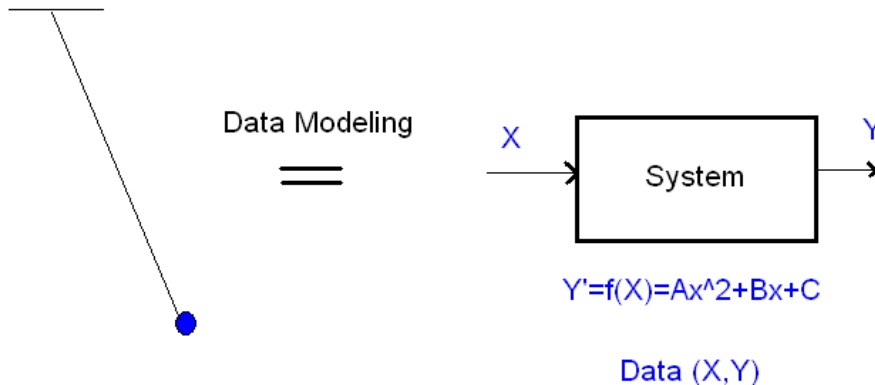 Data Modeling
X
Y
System
Y'=f(X)=Ax^2+Bx+C
Data (X,Y)